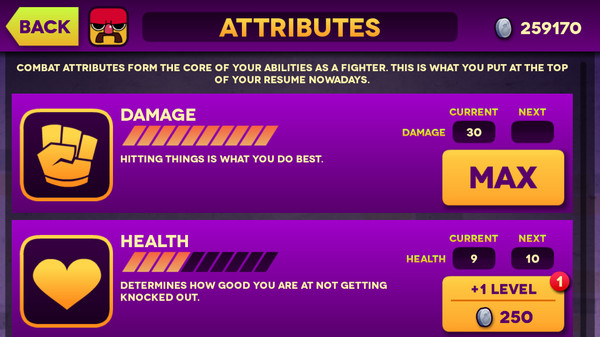 BACK
ATTRIBUTES
259170
COMBAT ATTRIBUTES FORM THE CORE OF YOUR ABILITIES AS A FIGHTER. THIS IS WHAT YOU PUT AT THE TOP
OF YOUR RESUME NOWADAYS.
DAMAGE
HITTING THINGS IS WHAT YOU DO BEST.
CURRENT NEXT
DAMAGE 30
MAX
HEALTH
DETERMINES HOW GOOD YOU ARE AT NOT GETTING
KNOCKED OUT.
CURRENT NEXT
HEALTH 9 10
+1 LEVEL
1
250